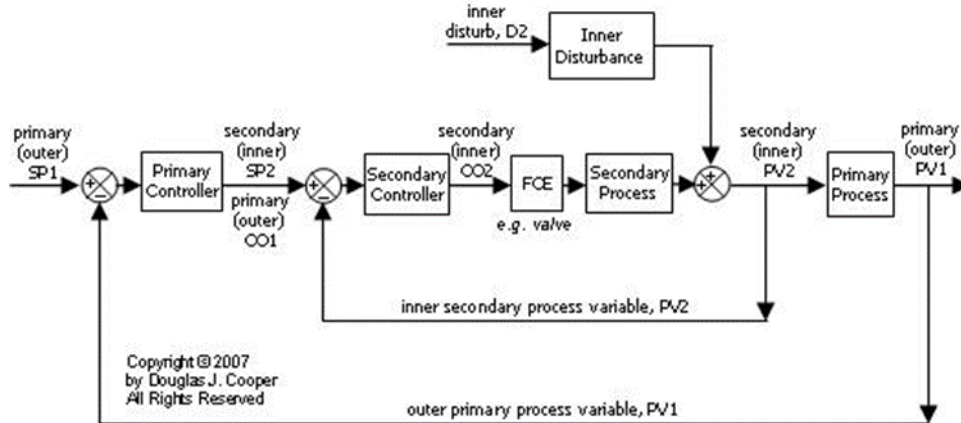 inner
disturb, D2
Inner
Disturbance
primary
(outer)
SP1
+
−
Primary
Controller
secondary
(inner)
SP2
primary
(outer)
CO1
+
−
Secondary
Controller
secondary
(inner)
CO2
FCE
e.g. valve
Secondary
Process
+
+
secondary
(inner)
PV2
Primary
Process
primary
(outer)
PV1
inner secondary process variable, PV2
Copyright © 2007
by Douglas J. Cooper
All Rights Reserved
outer primary process variable, PV1